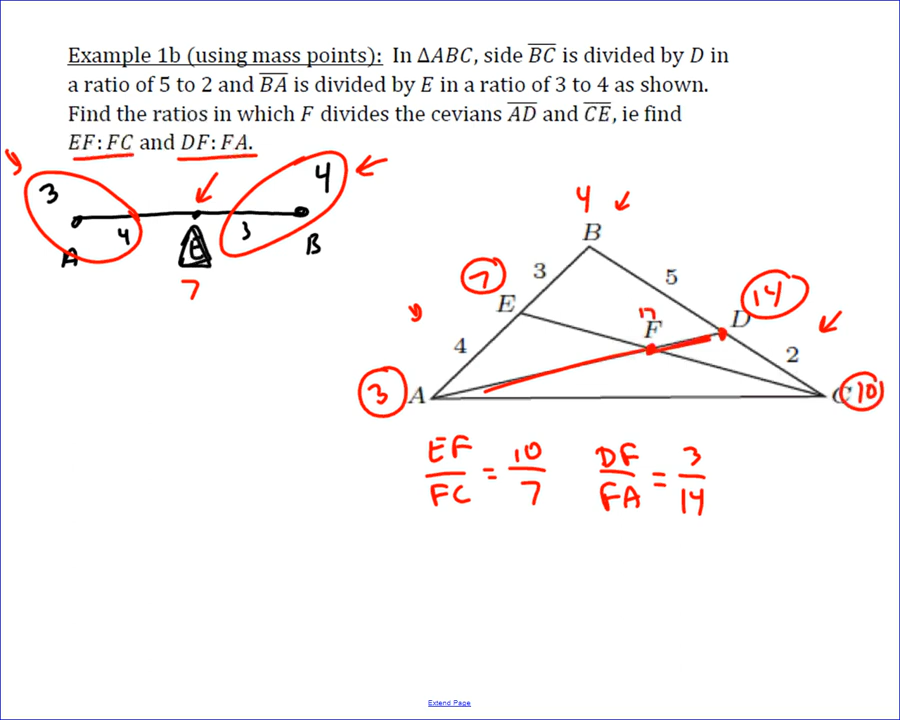 Example 1b (using mass points): In ΔABC, side BC is divided by D in
a ratio of 5 to 2 and BA is divided by E in a ratio of 3 to 4 as shown.
Find the ratios in which F divides the cevians AD and CE, ie find
EF:FC and DF:FA.
3
4
4
3
A
E
B
7
4
B
7
3
5
14
E
17
F
D
4
2
3
A
C
10
EF/FC = 10/7
DF/FA = 3/14
Extend Page